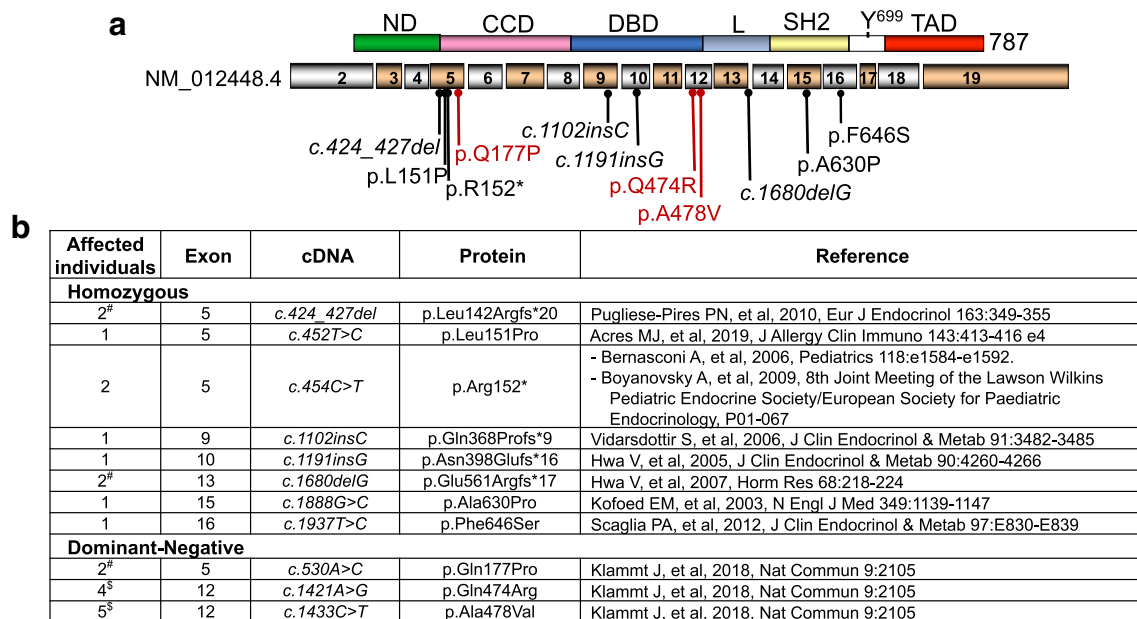 a
ND CCD DBD L SH2 Y699 TAD
787
NM_012448.4
2 3 4 5 6 7 8 9 10 11 12 13 14 15 16 17 18 19
c.424_427del
p.L151P
p.R152*
p.Q177P
c.1102insC
c.1191insG
p.Q474R
p.A478V
c.1680delG
p.A630P
p.F646S
b
Affected individuals Exon cDNA Protein Reference
Homozygous
2# 5 c.424_427del p.Leu142Argfs*20 Pugliese-Pires PN, et al, 2010, Eur J Endocrinol 163:349-355
1 5 c.452T>C p.Leu151Pro Acres MJ, et al, 2019, J Allergy Clin Immuno 143:413-416 e4
2 5 c.454C>T p.Arg152* - Bernasconi A, et al, 2006, Pediatrics 118:e1584-e1592.
- Boyanovsky A, et al, 2009, 8th Joint Meeting of the Lawson Wilkins
Pediatric Endocrine Society/European Society for Paediatric
Endocrinology, P01-067
1 9 c.1102insC p.Gln368Profs*9 Vidarsdottir S, et al, 2006, J Clin Endocrinol & Metab 91:3482-3485
1 10 c.1191insG p.Asn398Glufs*16 Hwa V, et al, 2005, J Clin Endocrinol & Metab 90:4260-4266
2# 13 c.1680delG p.Glu561Argfs*17 Hwa V, et al, 2007, Horm Res 68:218-224
1 15 c.1888G>C p.Ala630Pro Kofoed EM, et al, 2003, N Engl J Med 349:1139-1147
1 16 c.1937T>C p.Phe646Ser Scaglia PA, et al, 2012, J Clin Endocrinol & Metab 97:E830-E839
Dominant-Negative
2# 5 c.530A>C p.Gln177Pro Klammt J, et al, 2018, Nat Commun 9:2105
4$ 12 c.1421A>G p.Gln474Arg Klammt J, et al, 2018, Nat Commun 9:2105
5$ 12 c.1433C>T p.Ala478Val Klammt J, et al, 2018, Nat Commun 9:2105